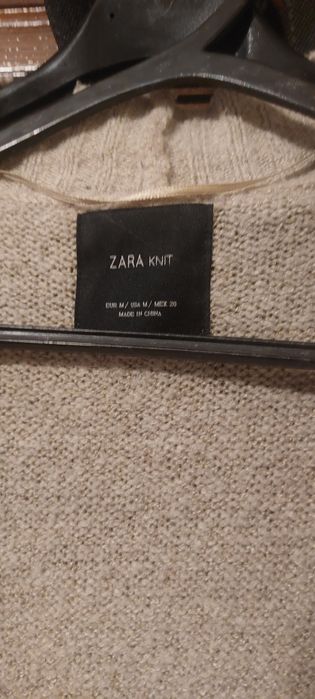 ZARA KNIT
EUR M/ USA M/ MEX 28
MADE IN CHINA